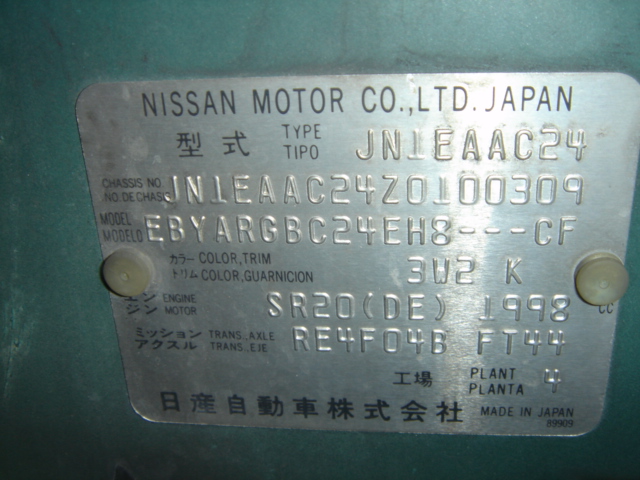 NISSAN MOTOR CO.,LTD. JAPAN
型式 TYPE TIPO JN1EAAC24
CHASSIS NO. NO. DE CHASIS JN1EAAC24Z0100309
MODEL MODELO EBYARGBC24EH8---CF
カラー トリム COLOR,TRIM COLOR,GUARNICION 3W2 K
エンジン ENGINE MOTOR SR20(DE) 1998 CC
ミッション アクスル TRANS.,AXLE TRANS.,EJE RE4F04B FT44
工場 PLANT PLANTA 4
日産自動車株式会社 MADE IN JAPAN
89909